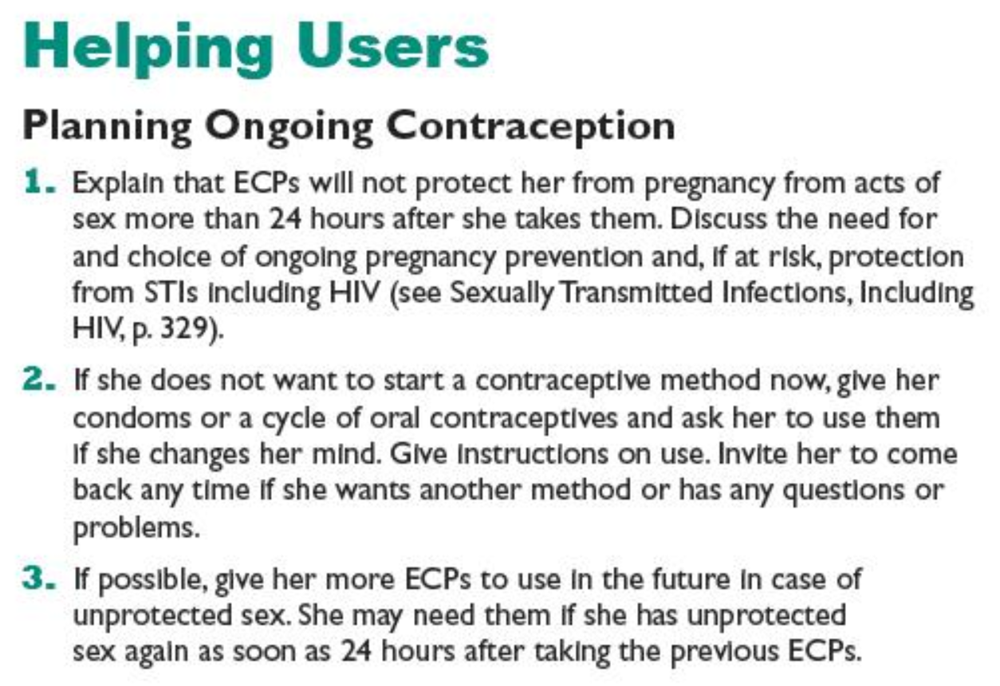 Helping Users
Planning Ongoing Contraception
1. Explain that ECPs will not protect her from pregnancy from acts of
sex more than 24 hours after she takes them. Discuss the need for
and choice of ongoing pregnancy prevention and, if at risk, protection
from STIs including HIV (see Sexually Transmitted Infections, Including
HIV, p. 329).
2. If she does not want to start a contraceptive method now, give her
condoms or a cycle of oral contraceptives and ask her to use them
if she changes her mind. Give instructions on use. Invite her to come
back any time if she wants another method or has any questions or
problems.
3. If possible, give her more ECPs to use in the future in case of
unprotected sex. She may need them if she has unprotected
sex again as soon as 24 hours after taking the previous ECPs.